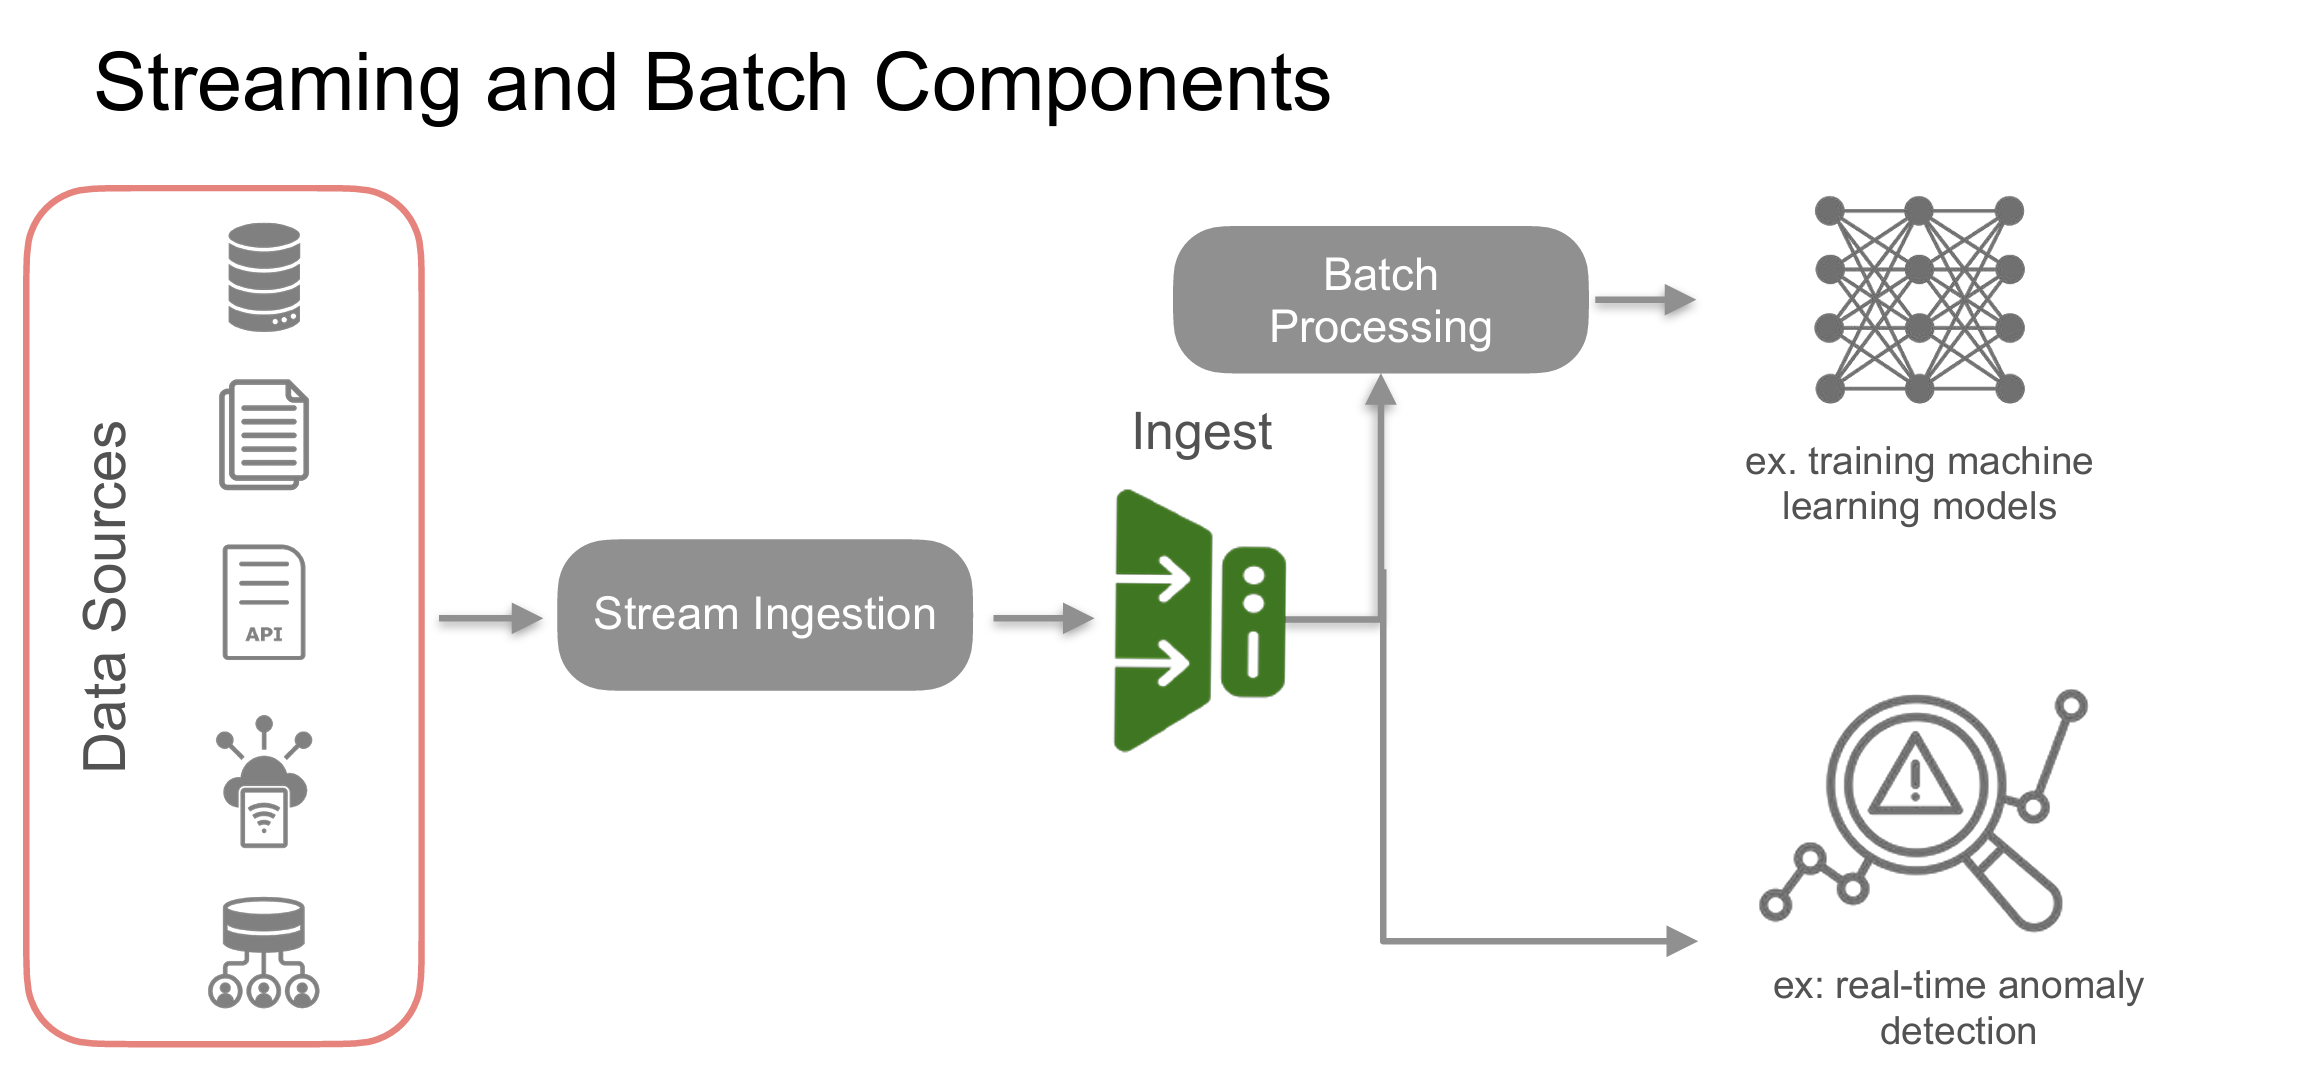 Streaming and Batch Components
Data Sources
API
Stream Ingestion
Ingest
Batch
Processing
ex. training machine
learning models
ex: real-time anomaly
detection